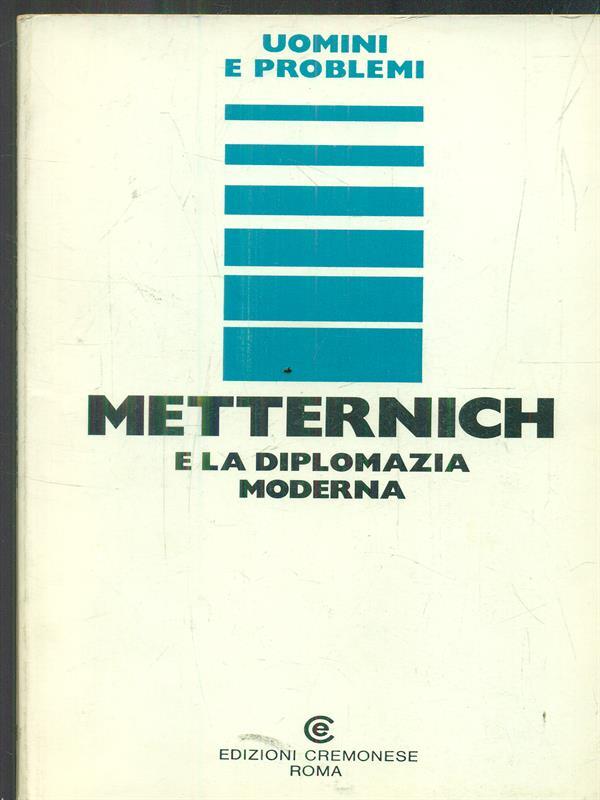 UOMINI
E PROBLEMI
METTERNICH
E LA DIPLOMAZIA
MODERNA
EDIZIONI CREMONESE
ROMA